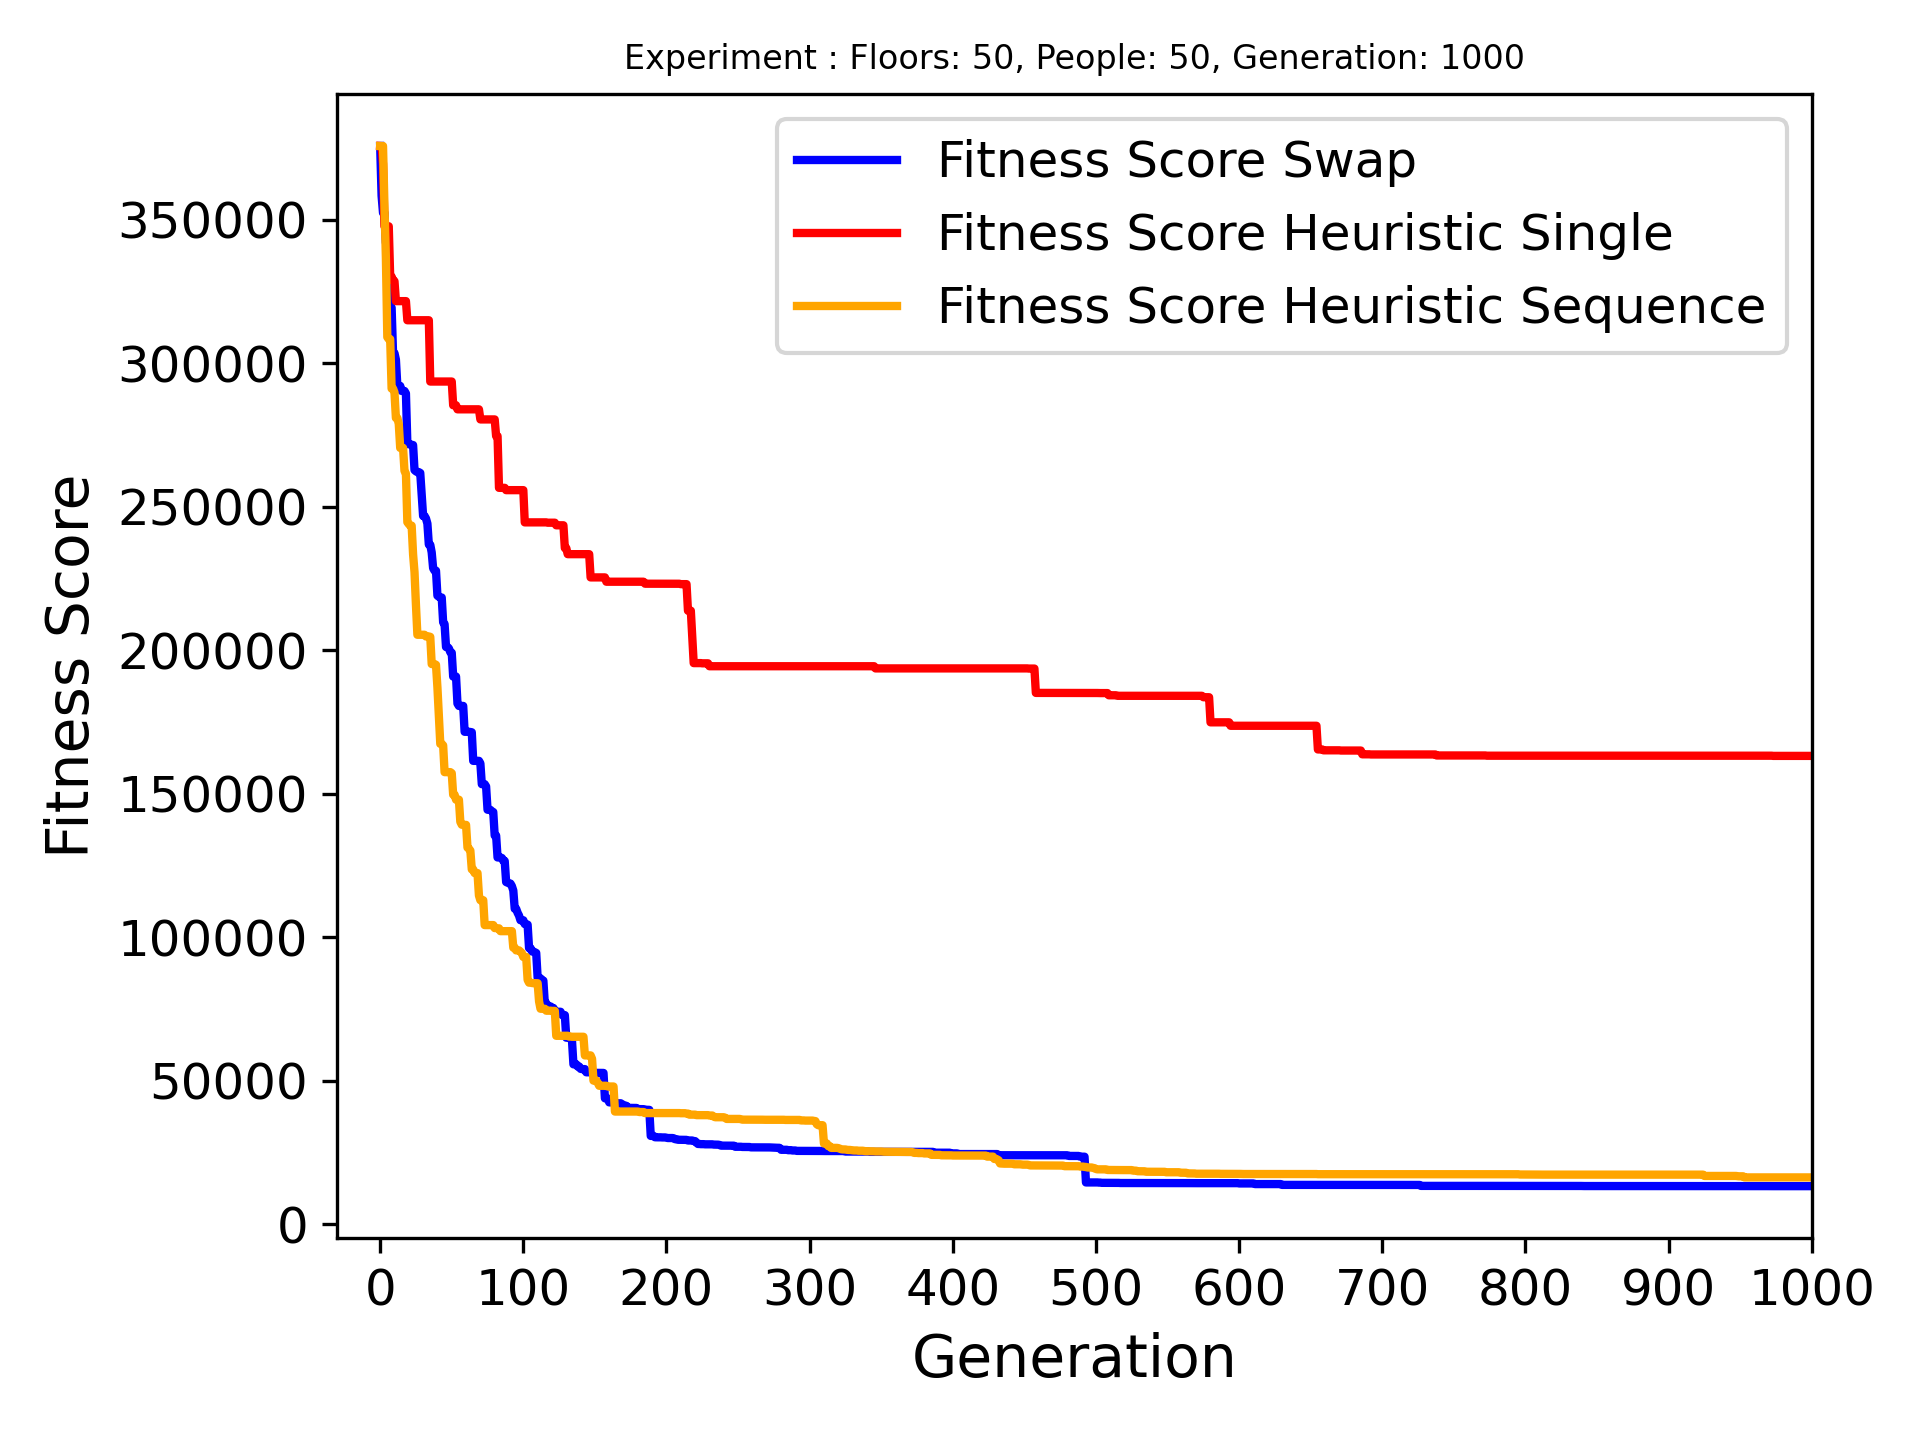 Experiment : Floors: 50, People: 50, Generation: 1000
Fitness Score Swap
Fitness Score Heuristic Single
Fitness Score Heuristic Sequence
Fitness Score
350000
300000
250000
200000
150000
100000
50000
0
0 100 200 300 400 500 600 700 800 900 1000
Generation